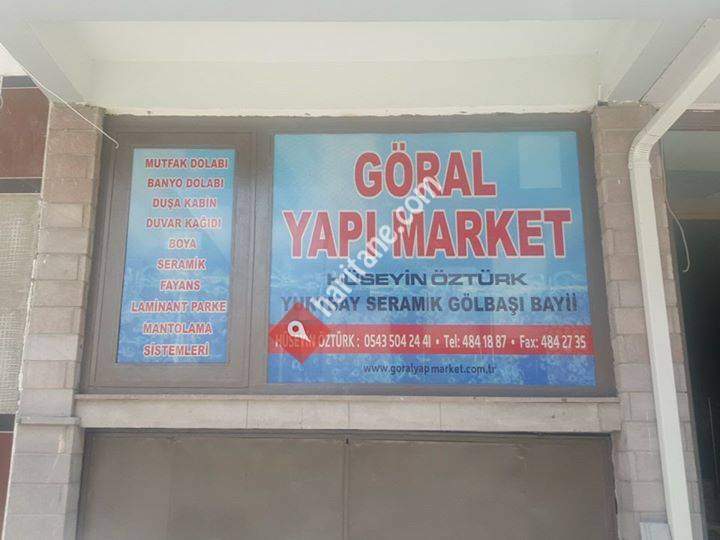 MUTFAK DOLABI
BANYO DOLABI
DUŞA KABİN
DUVAR KAĞIDI
BOYA
SERAMİK
FAYANS
LAMİNANT PARKE
MANTOLAMA
SİSTEMLERİ
GÖRAL
YAPI MARKET
HÜSEYİN ÖZTÜRK
SERAMİK GÖLBAŞI BAYİİ
HÜSEYİN ÖZTÜRK : 0543 504 24 41 • Tel: 484 18 87 • Fax: 484 27 35
www.goralyapımarket.com.tr
haritane.com